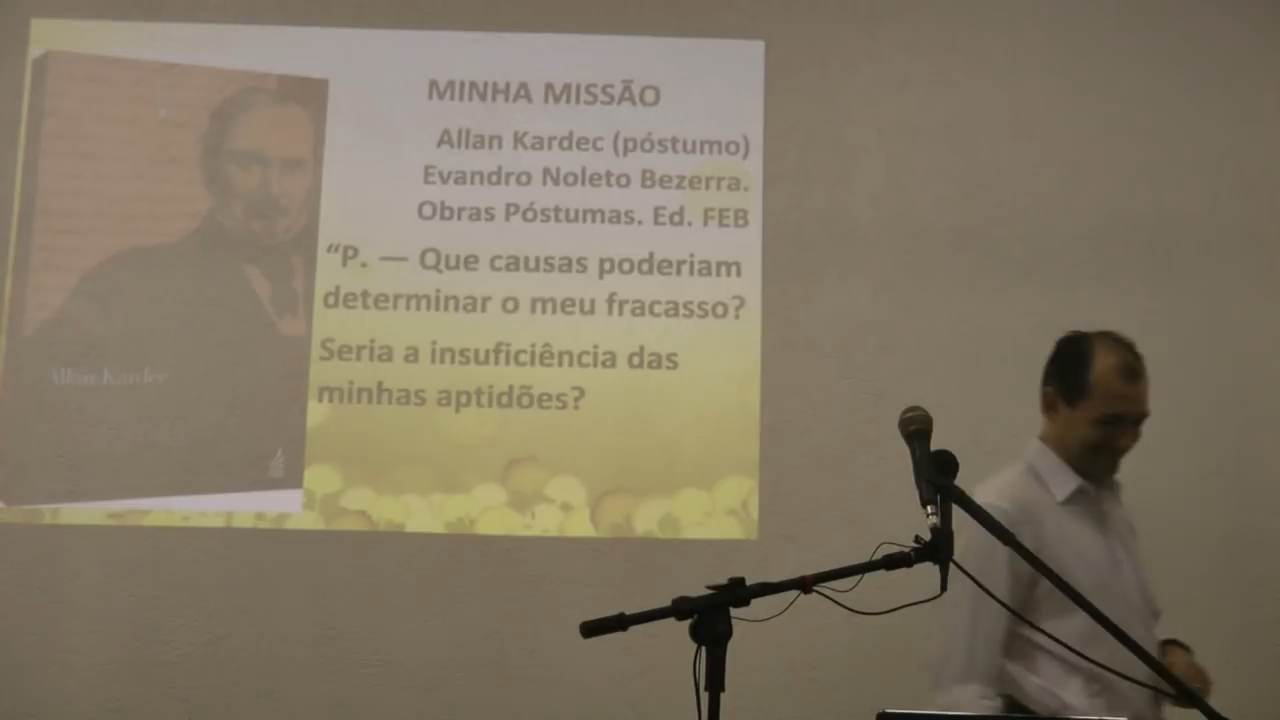 MINHA MISSÃO
Allan Kardec (póstumo)
Evandro Noleto Bezerra.
Obras Póstumas. Ed. FEB
“P. — Que causas poderiam
determinar o meu fracasso?
Seria a insuficiência das
minhas aptidões?
Allan Kardec